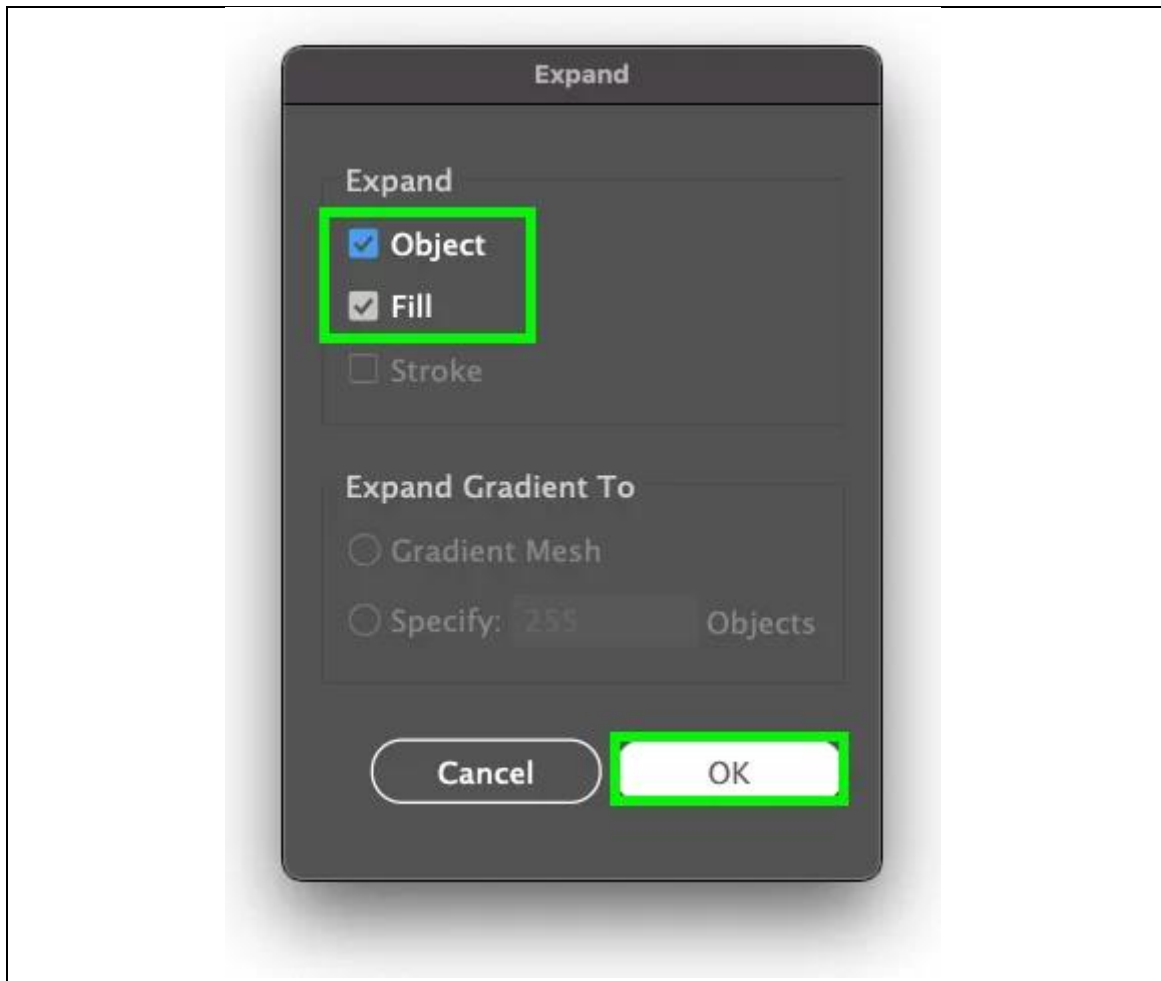 Expand
Expand
Object
Fill
Stroke
Expand Gradient To
Gradient Mesh
Specify: 255 Objects
Cancel OK